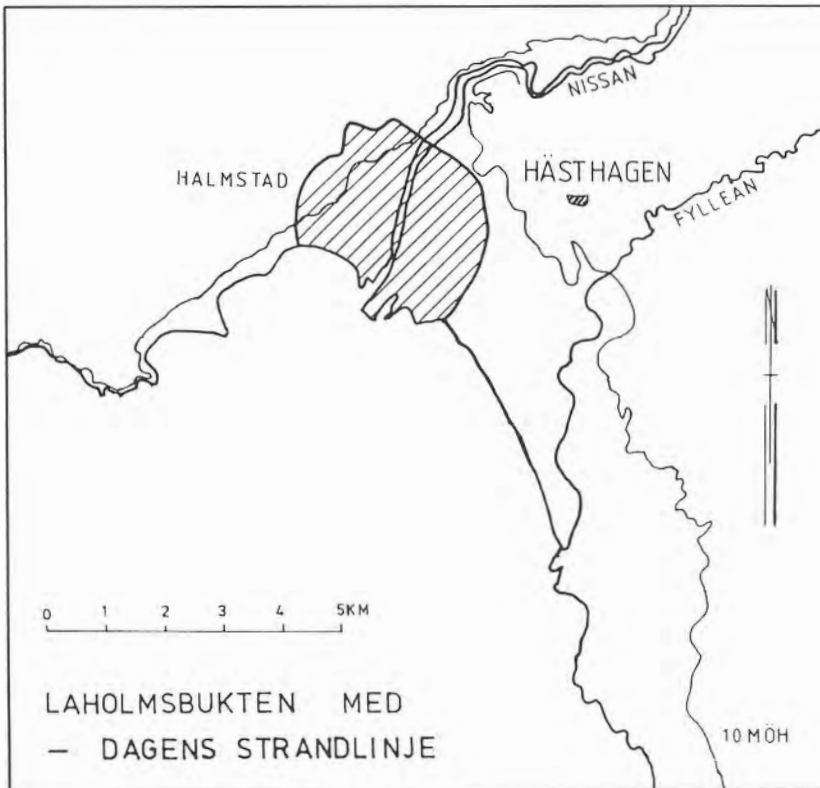 NISSAN
HALMSTAD
HÄSTHAGEN
FYLLEAN
N
0 1 2 3 4 5KM
LAHOLMSBUKTEN MED
— DAGENS STRANDLINJE
10 MÖH